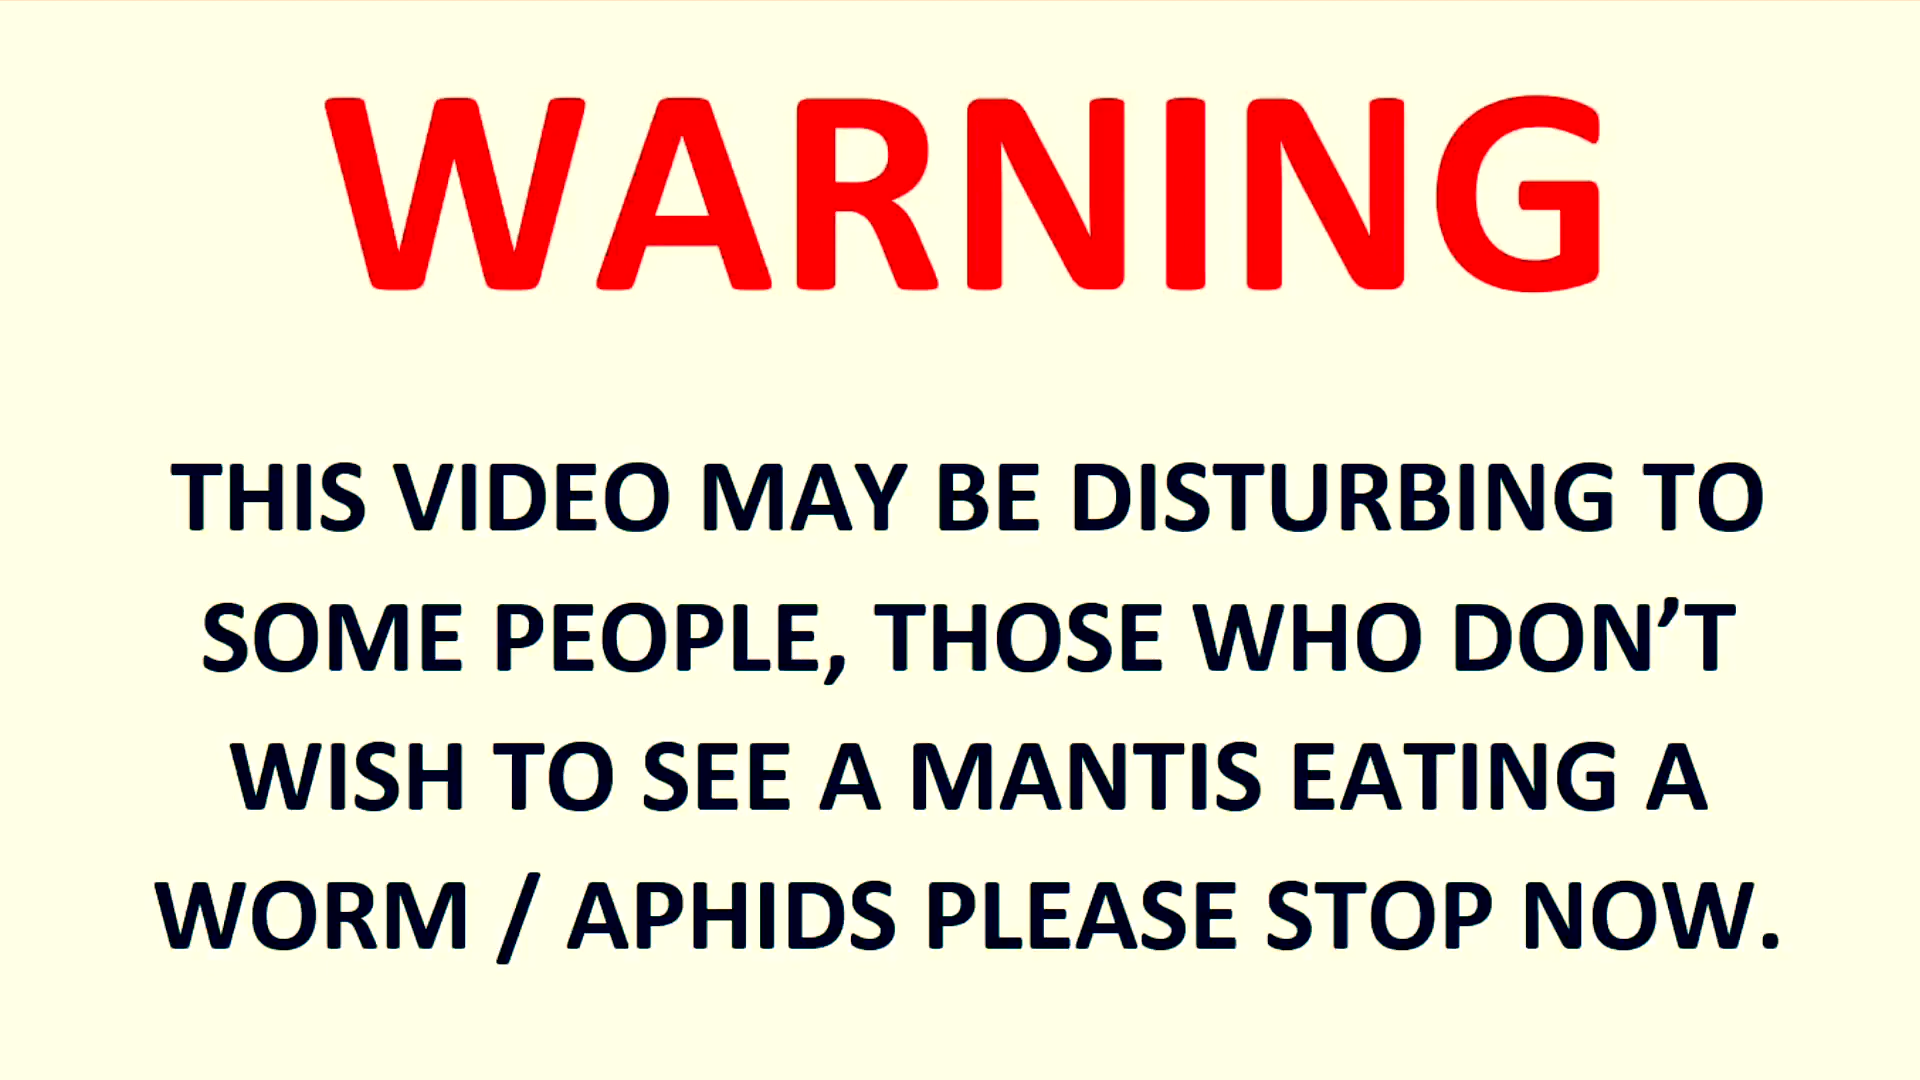 WARNING
THIS VIDEO MAY BE DISTURBING TO
SOME PEOPLE, THOSE WHO DON’T
WISH TO SEE A MANTIS EATING A
WORM / APHIDS PLEASE STOP NOW.